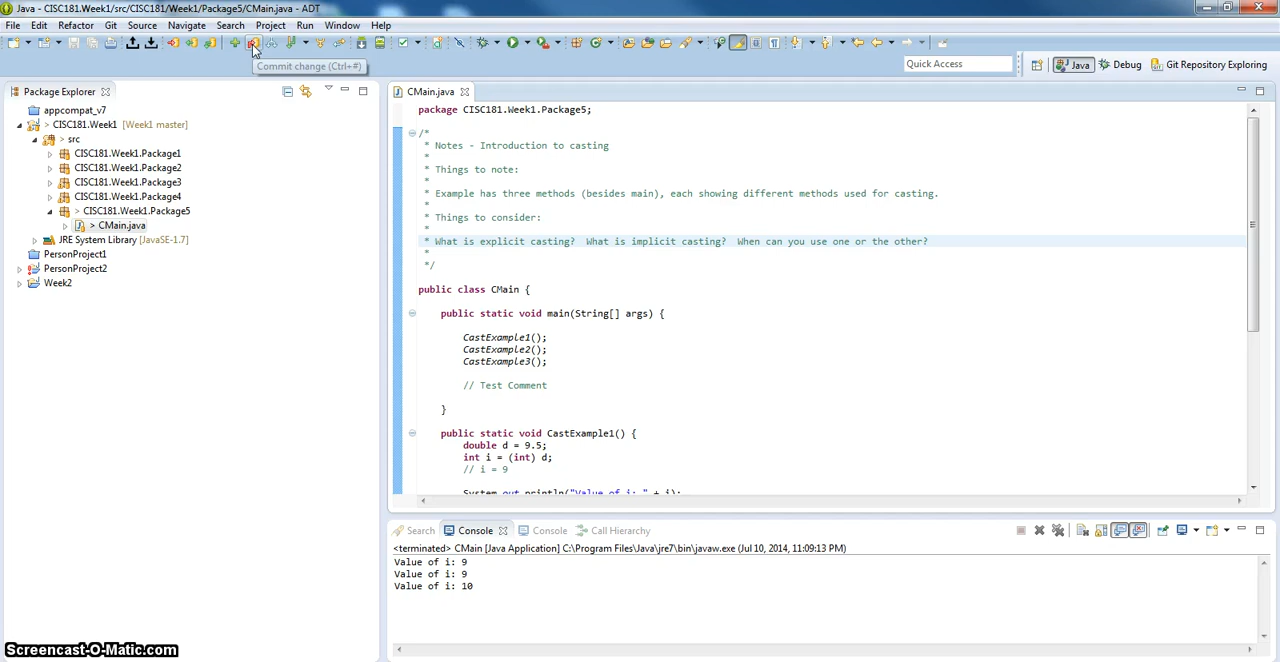 Java - CISC181.Week1/src/CISC181/Week1/Package5/CMain.java - ADT
File Edit Refactor Git Source Navigate Search Project Run Window Help
Commit change (Ctrl+#)
Quick Access
Java Debug Git Repository Exploring
Package Explorer
appcompat_v7
> CISC181.Week1 [Week1 master]
> src
CISC181.Week1.Package1
CISC181.Week1.Package2
CISC181.Week1.Package3
CISC181.Week1.Package4
> CISC181.Week1.Package5
> CMain.java
JRE System Library [JavaSE-1.7]
PersonProject1
PersonProject2
Week2
CMain.java
package CISC181.Week1.Package5;
/*
* Notes - Introduction to casting
*
* Things to note:
*
* Example has three methods (besides main), each showing different methods used for casting.
*
* Things to consider:
*
* What is explicit casting?  What is implicit casting?  When can you use one or the other?
*
*/
public class CMain {
public static void main(String[] args) {
CastExample1();
CastExample2();
CastExample3();
// Test Comment
}
public static void CastExample1() {
double d = 9.5;
int i = (int) d;
// i = 9
System.out.println("Value of i: " + i);
Search Console Console Call Hierarchy
<terminated> CMain [Java Application] C:\Program Files\Java\jre7\bin\javaw.exe (Jul 10, 2014, 11:09:13 PM)
Value of i: 9
Value of i: 9
Value of i: 10
Screencast-O-Matic.com